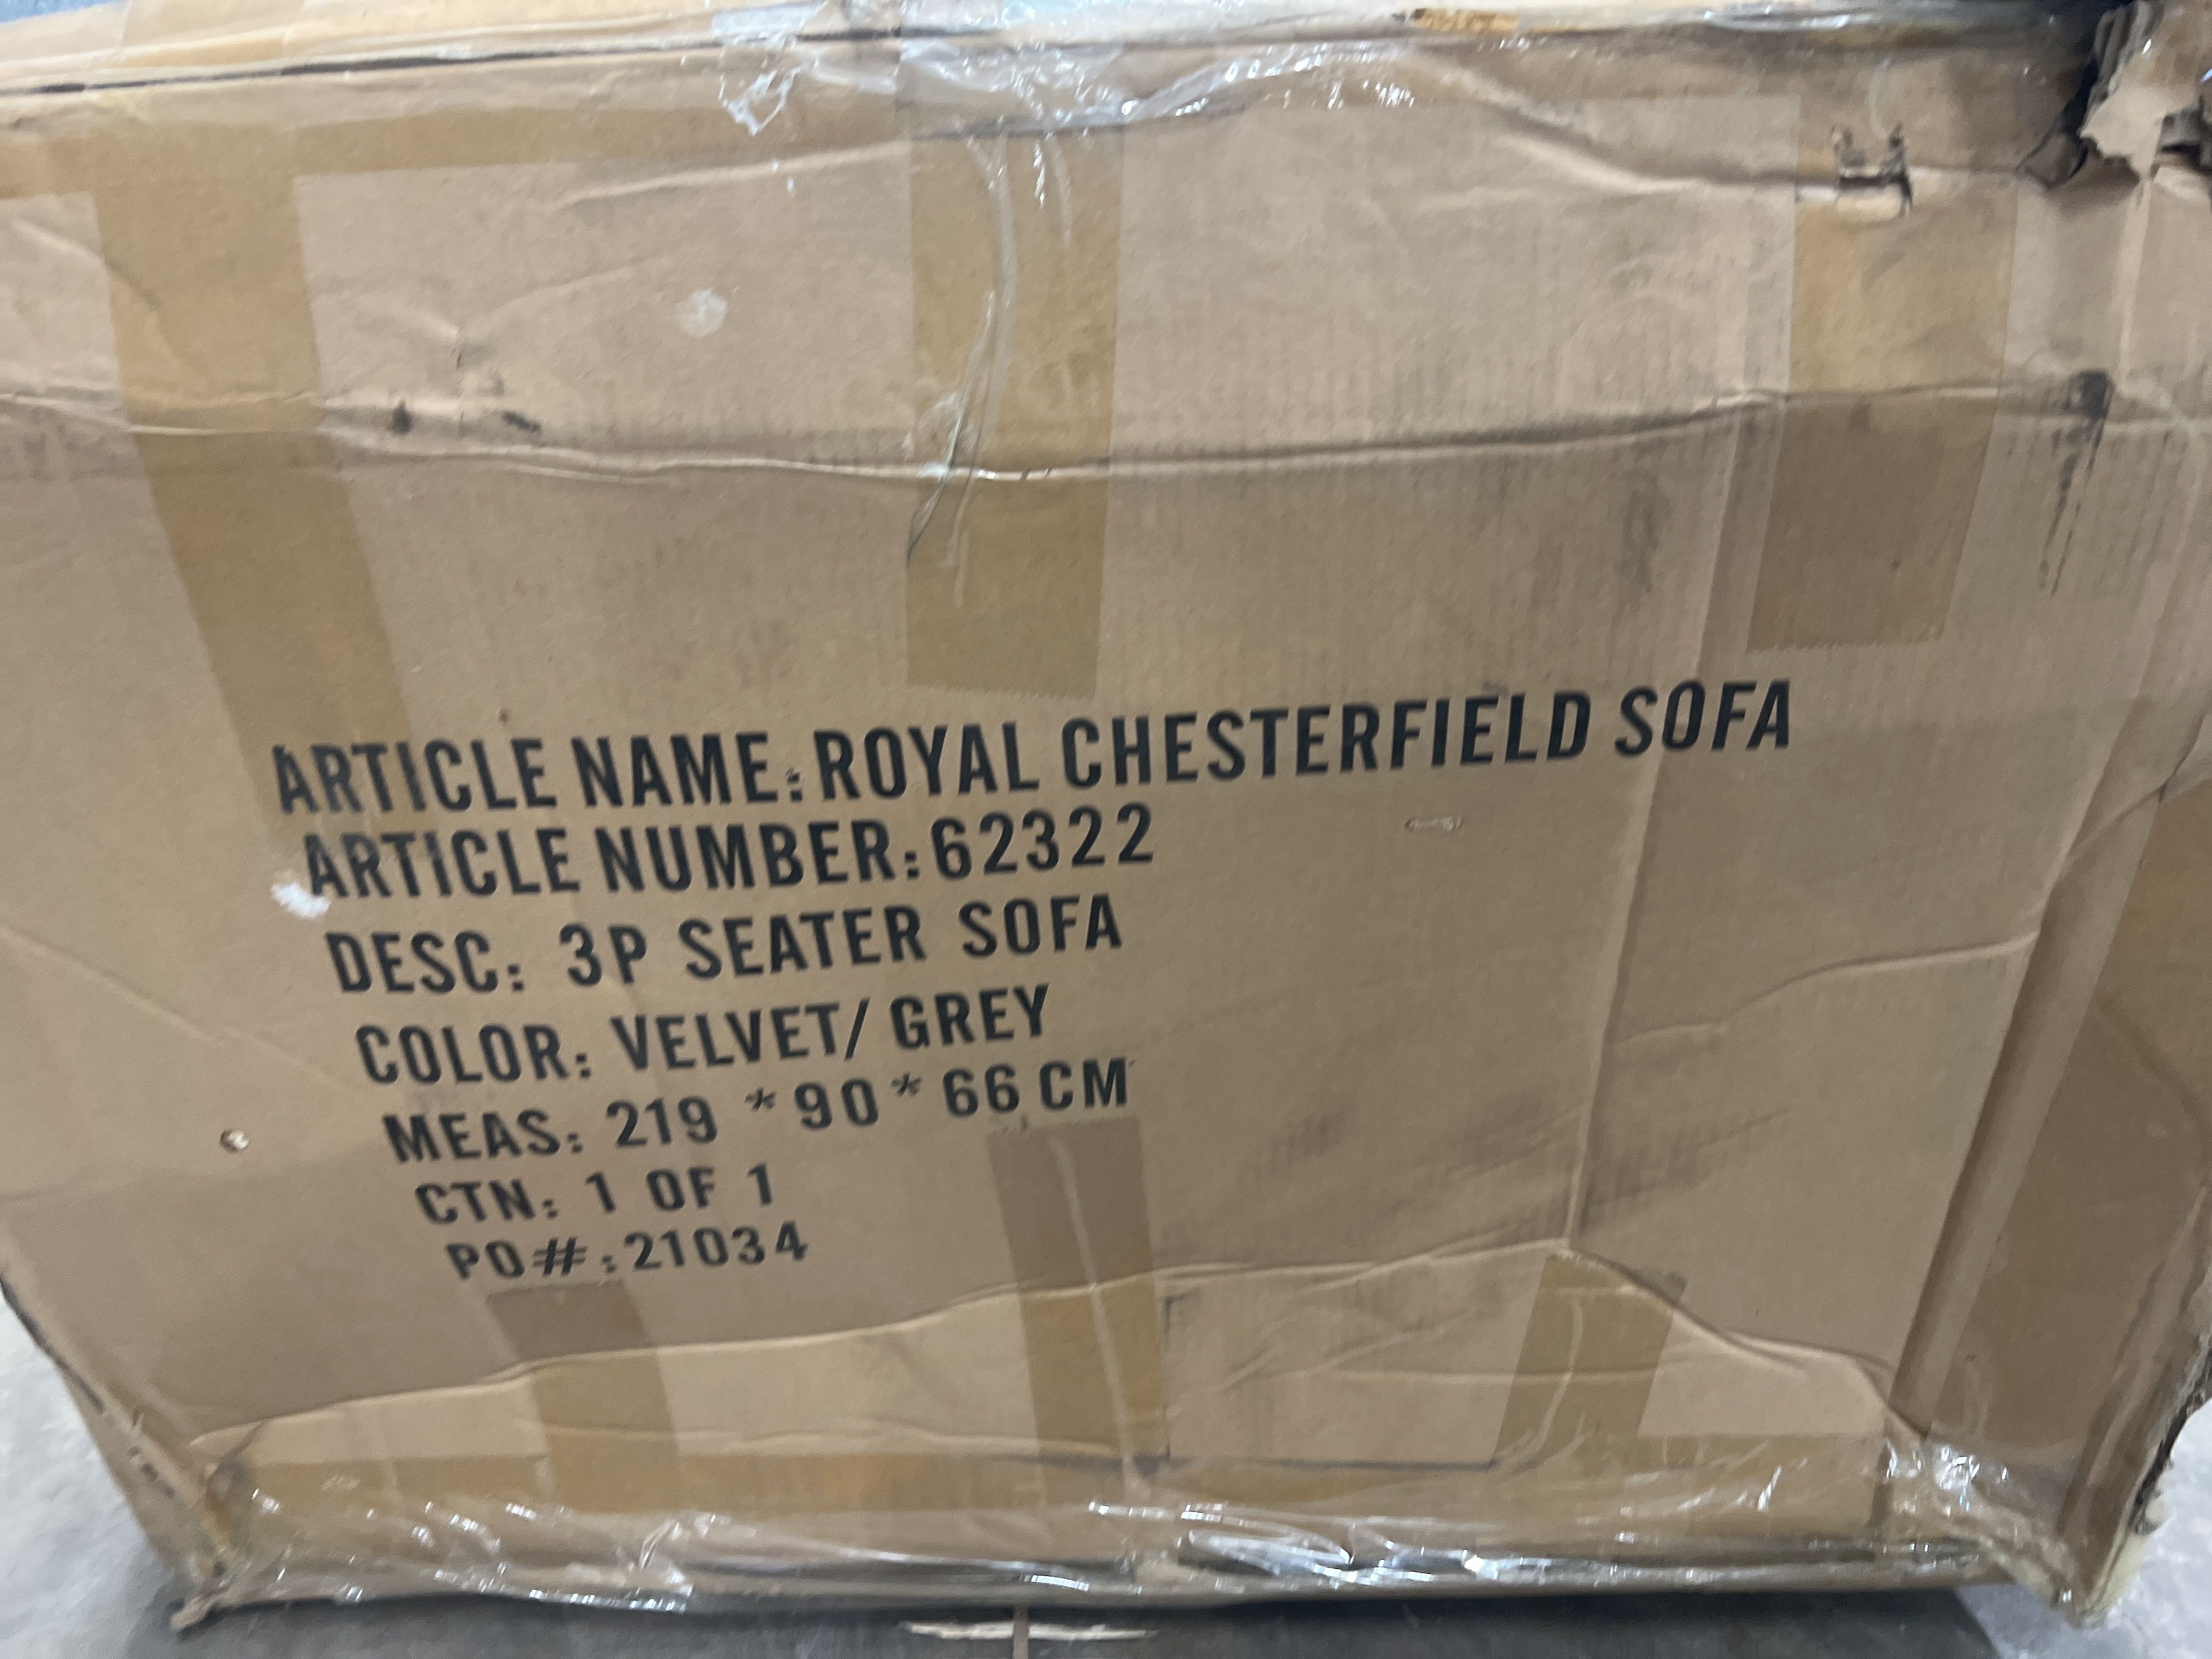 ARTICLE NAME:ROYAL CHESTERFIELD SOFA
ARTICLE NUMBER:62322
DESC: 3P SEATER SOFA
COLOR: VELVET/ GREY
MEAS: 219 *90*66 CM
CTN: 1 OF 1
PO#:21034